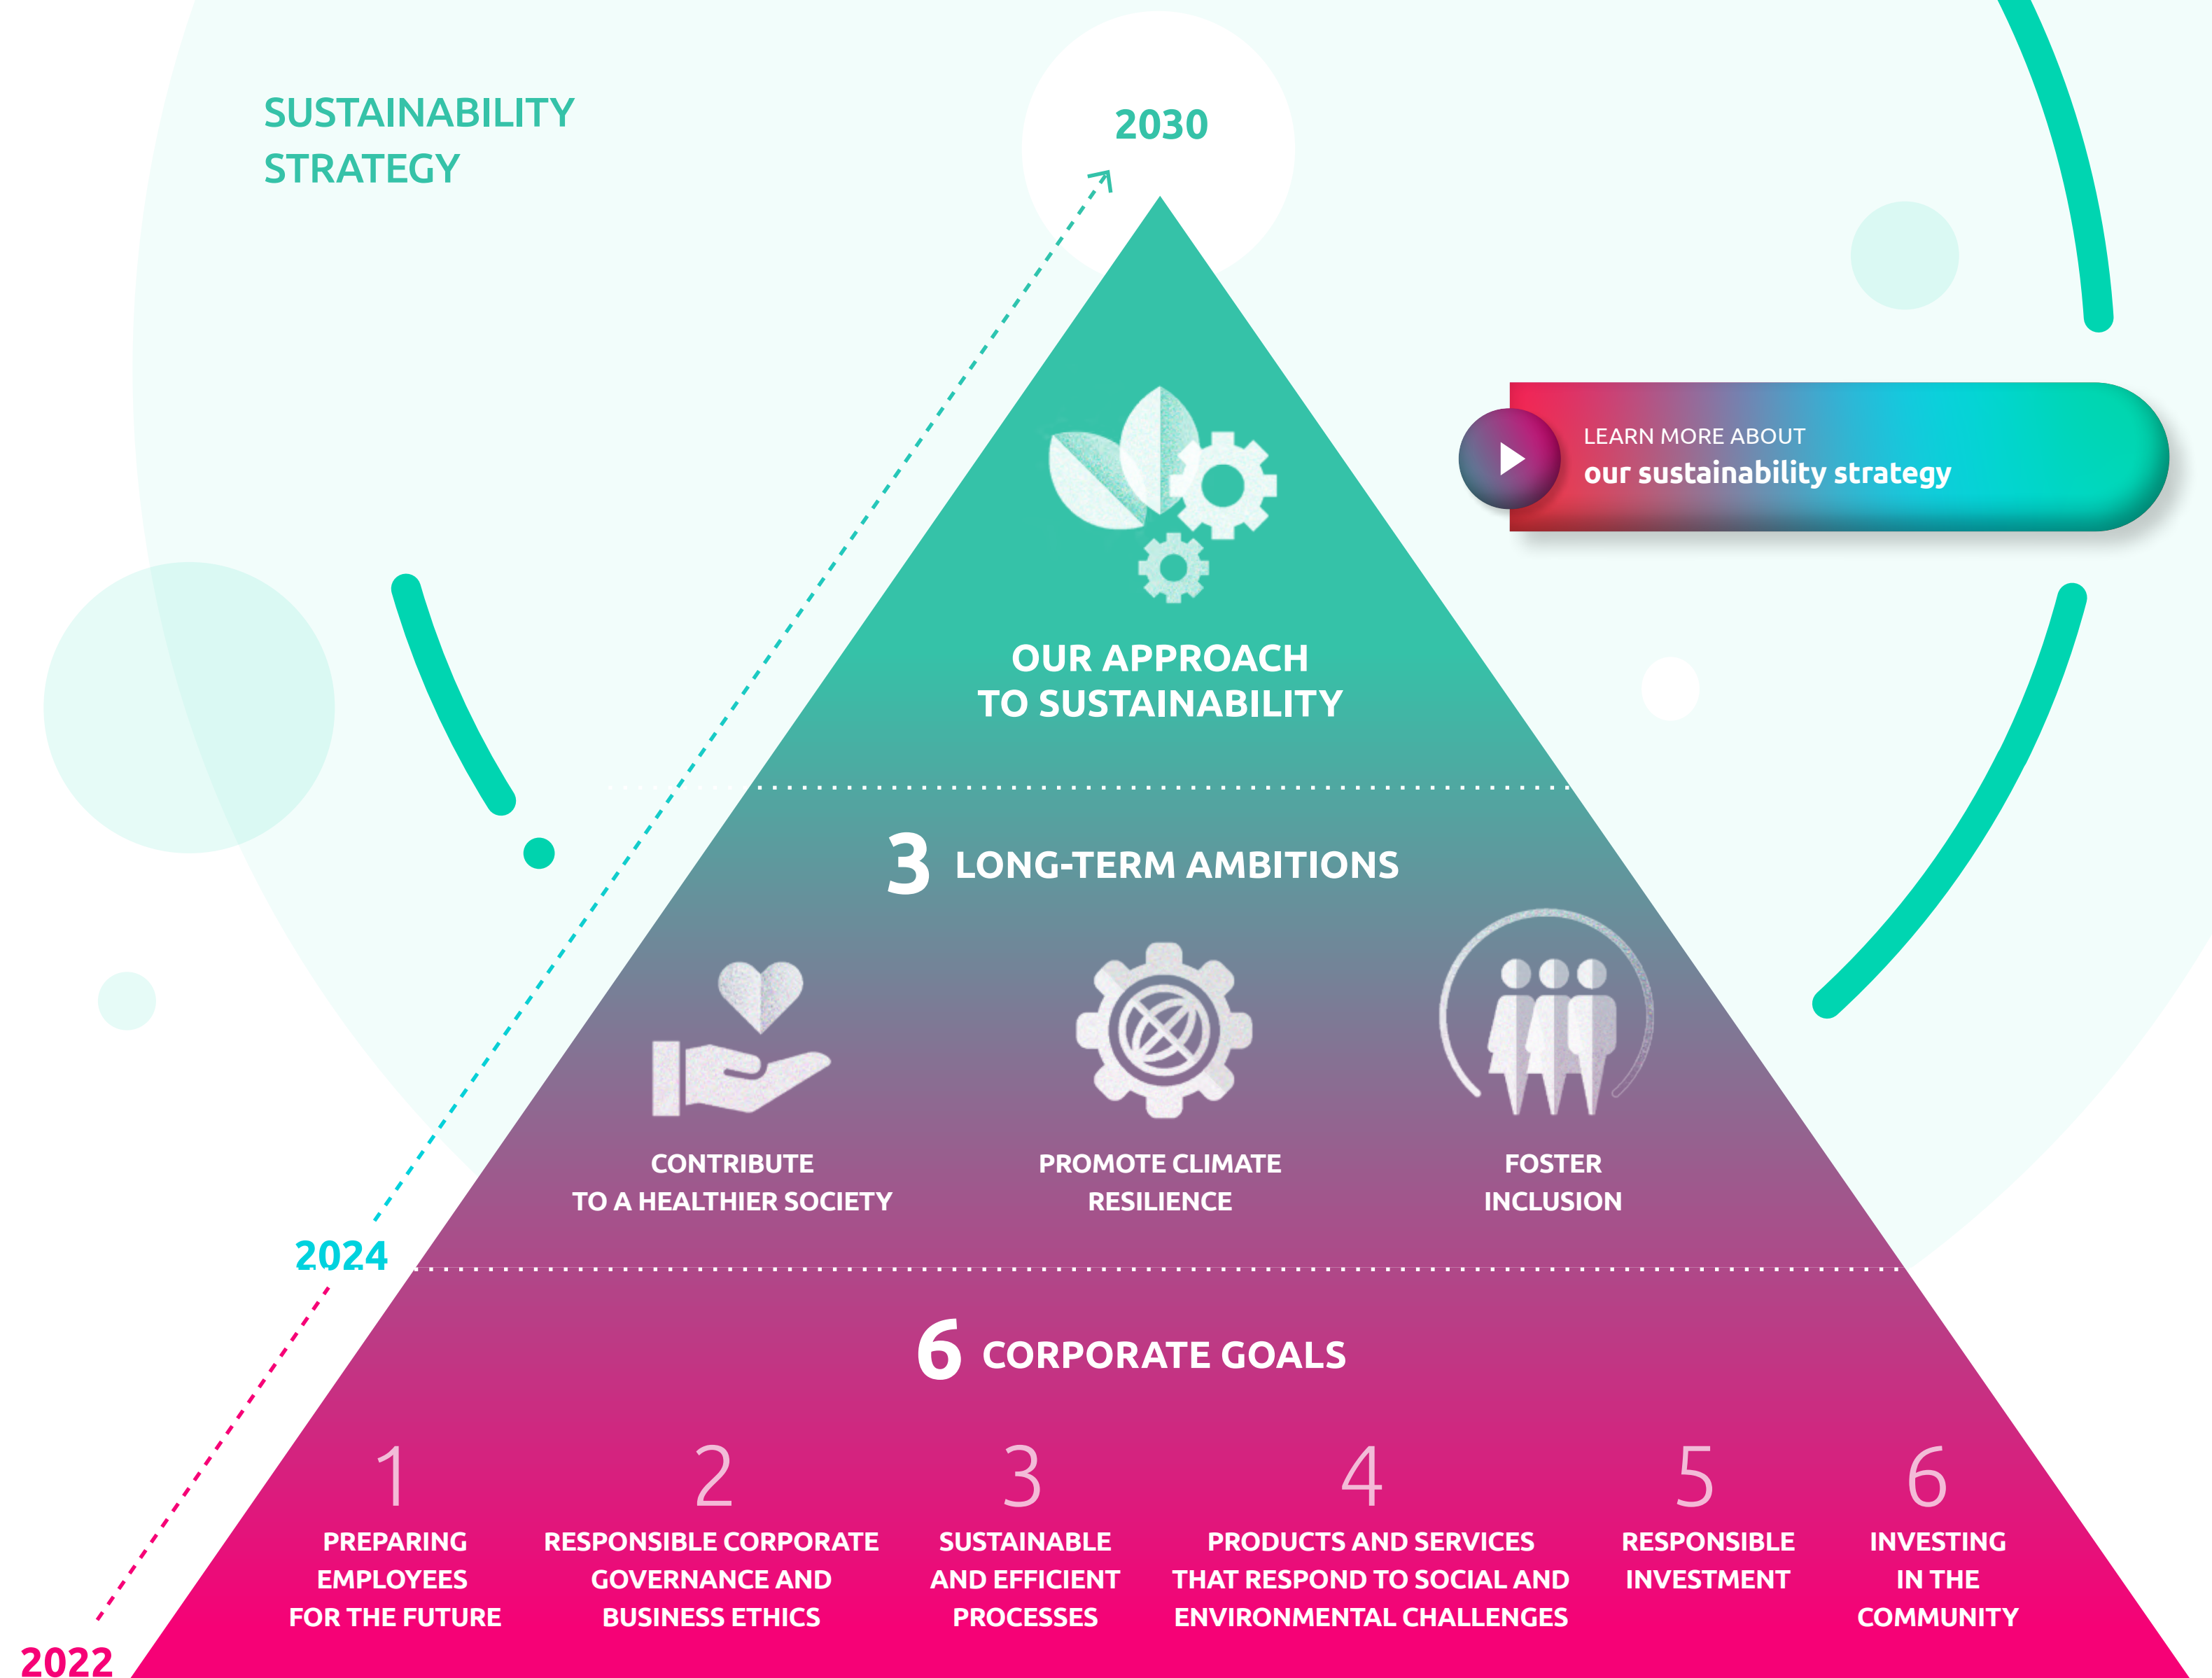 SUSTAINABILITY
STRATEGY
2030
LEARN MORE ABOUT
our sustainability strategy
OUR APPROACH
TO SUSTAINABILITY
3 LONG-TERM AMBITIONS
CONTRIBUTE
TO A HEALTHIER SOCIETY
PROMOTE CLIMATE
RESILIENCE
FOSTER
INCLUSION
2024
6 CORPORATE GOALS
1
PREPARING
EMPLOYEES
FOR THE FUTURE
2
RESPONSIBLE CORPORATE
GOVERNANCE AND
BUSINESS ETHICS
3
SUSTAINABLE
AND EFFICIENT
PROCESSES
4
PRODUCTS AND SERVICES
THAT RESPOND TO SOCIAL AND
ENVIRONMENTAL CHALLENGES
5
RESPONSIBLE
INVESTMENT
6
INVESTING
IN THE
COMMUNITY
2022